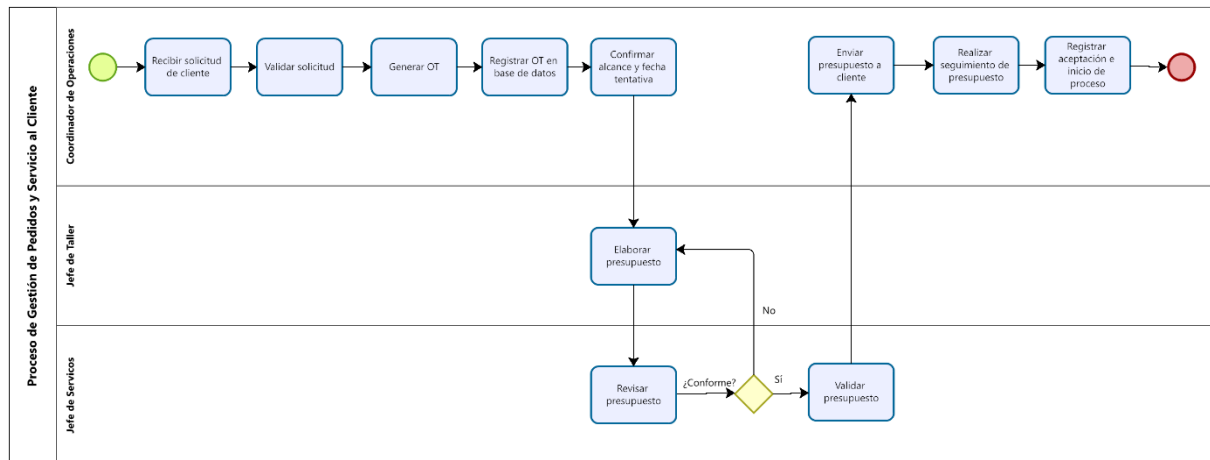 Proceso de Gestión de Pedidos y Servicio al Cliente
Coordinador de Operaciones
Recibir solicitud
de cliente
Validar solicitud
Generar OT
Registrar OT en
base de datos
Confirmar
alcance y fecha
tentativa
Enviar
presupuesto a
cliente
Realizar
seguimiento de
presupuesto
Registrar
aceptación e
inicio de
proceso
Jefe de Taller
Elaborar
presupuesto
No
Jefe de Servicos
Revisar
presupuesto
¿Conforme?
Sí
Validar
presupuesto